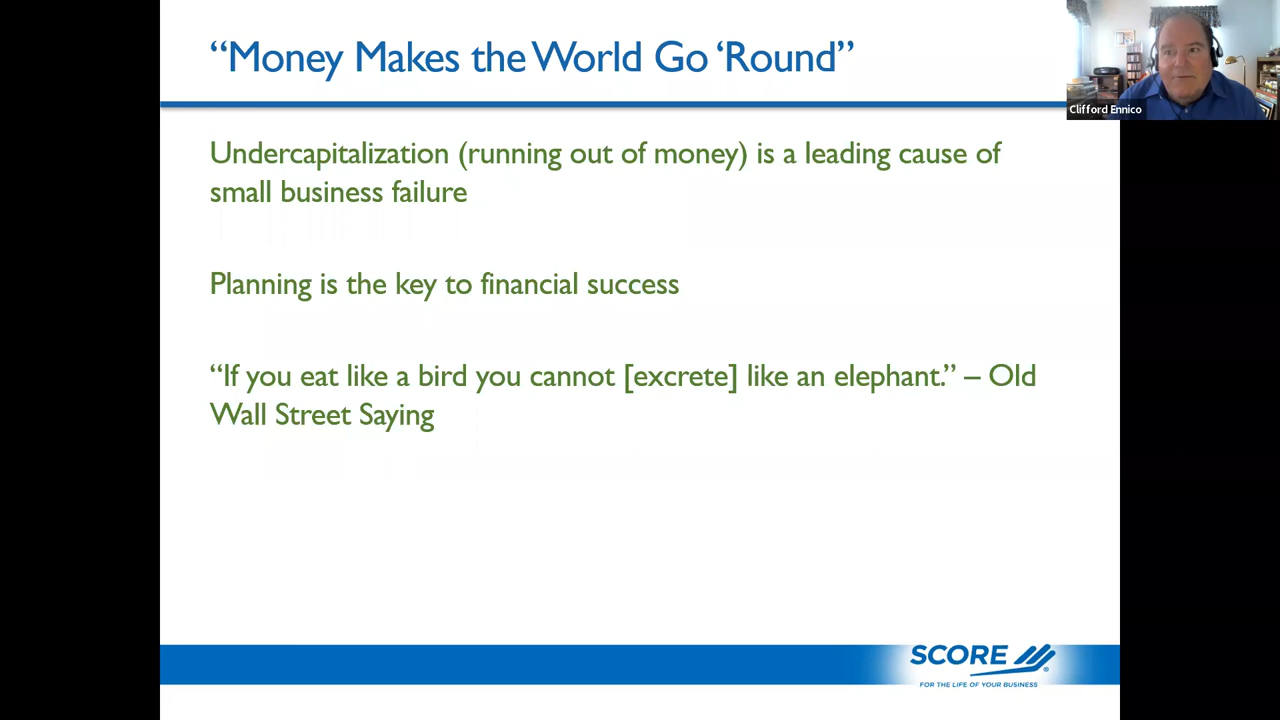 “Money Makes the World Go ‘Round”
Clifford Ennico
Undercapitalization (running out of money) is a leading cause of
small business failure
Planning is the key to financial success
“If you eat like a bird you cannot [excrete] like an elephant.” – Old
Wall Street Saying
SCORE
FOR THE LIFE OF YOUR BUSINESS